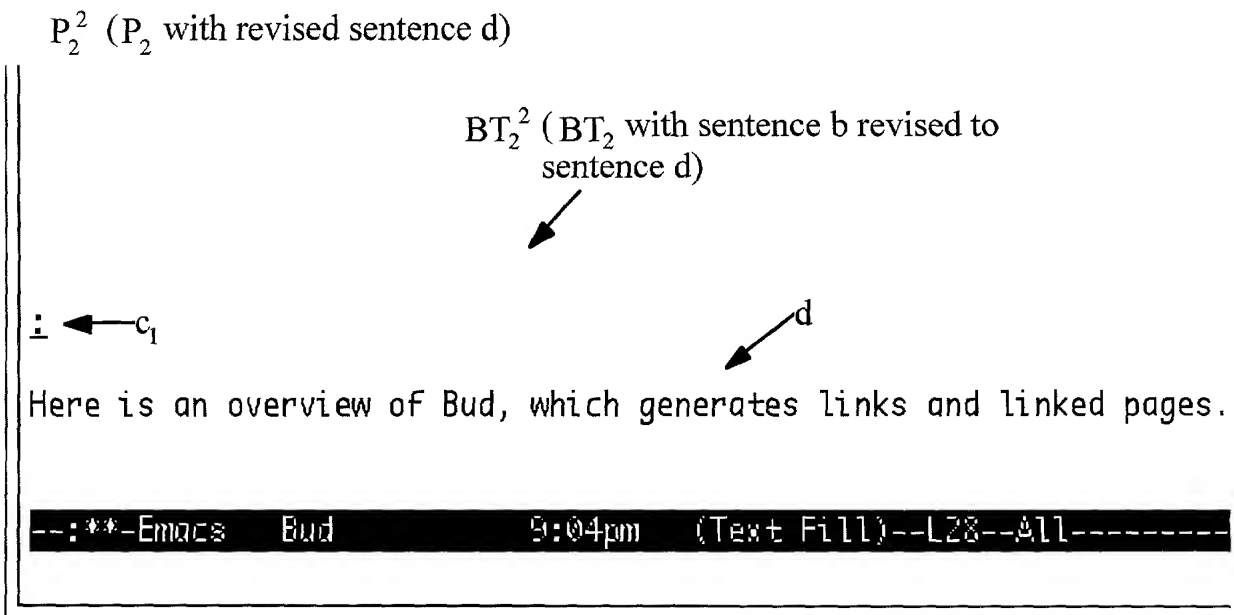 P₂² (P₂ with revised sentence d)
BT₂² ( BT₂ with sentence b revised to
sentence d)
: c₁
d
Here is an overview of Bud, which generates links and linked pages.
--:**-Emacs Bud 9:04pm (Text Fill)--L28--All---------